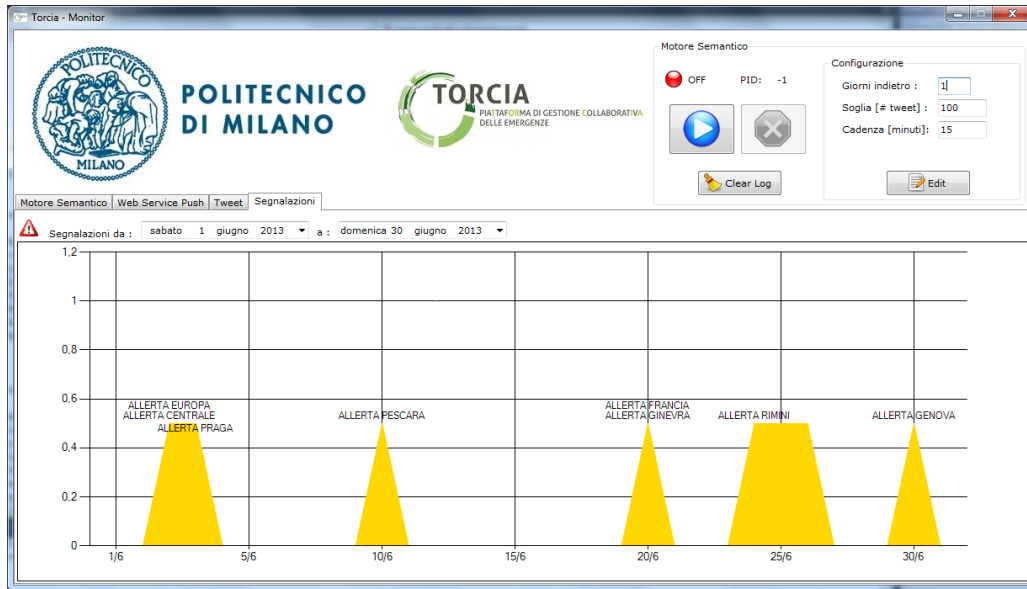 Torcia - Monitor
POLITECNICO
MILANO
POLITECNICO
DI MILANO
TORCIA
PIATTAFORMA DI GESTIONE COLLABORATIVA
DELLE EMERGENZE
Motore Semantico
OFF PID: -1
Clear Log
Configurazione
Giorni indietro : 1
Soglia [# tweet] : 100
Cadenza [minuti]: 15
Edit
Motore Semantico Web Service Push Tweet Segnalazioni
Segnalazioni da : sabato 1 giugno 2013 a : domenica 30 giugno 2013
1,2
1
0,8
0,6
0,4
0,2
0
ALLERTA EUROPA
ALLERTA CENTRALE
ALLERTA PRAGA
ALLERTA PESCARA
ALLERTA FRANCIA
ALLERTA GINEVRA
ALLERTA RIMINI
ALLERTA GENOVA
1/6 5/6 10/6 15/6 20/6 25/6 30/6